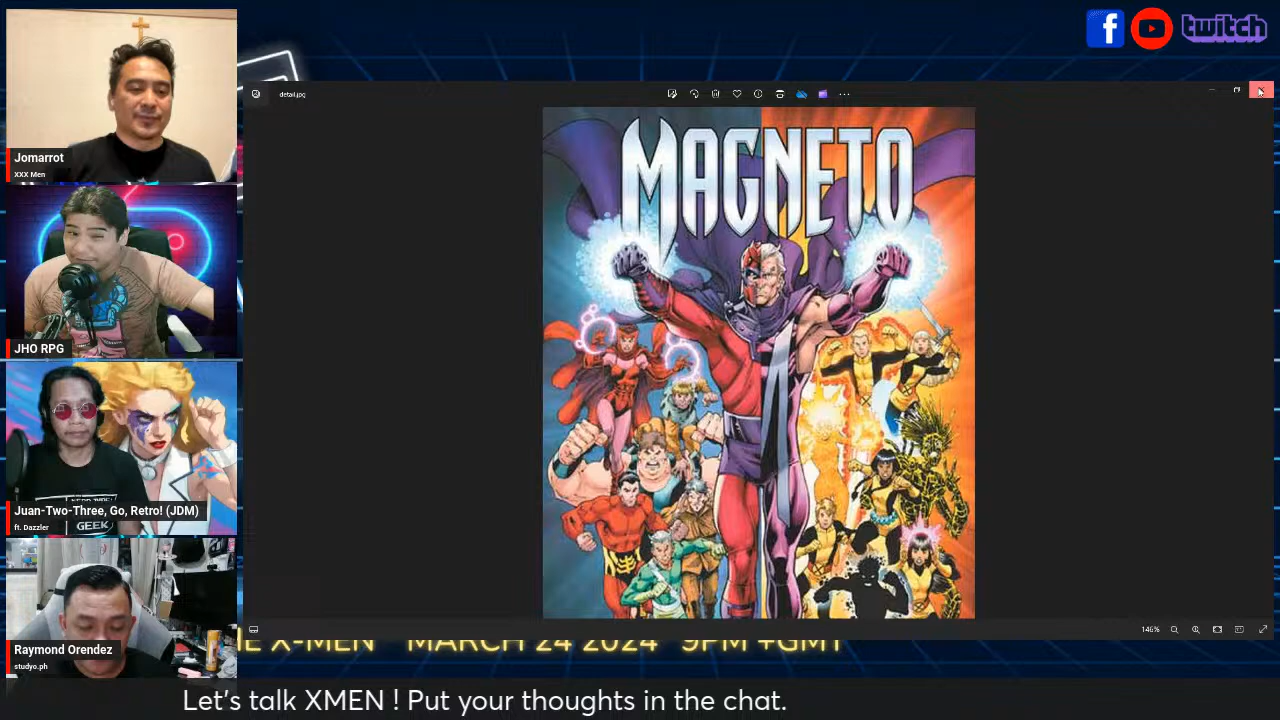 twitch
detail.jpg
Jomarrot
XXX Men
MAGNETO
JHO RPG
Juan-Two-Three, Go, Retro! (JDM)
ft. Dazzler
GEEK
Raymond Orendez
studyo.ph
146%
E X-MEN MARCH 24 2024 9PM +GMT
Let's talk XMEN ! Put your thoughts in the chat.